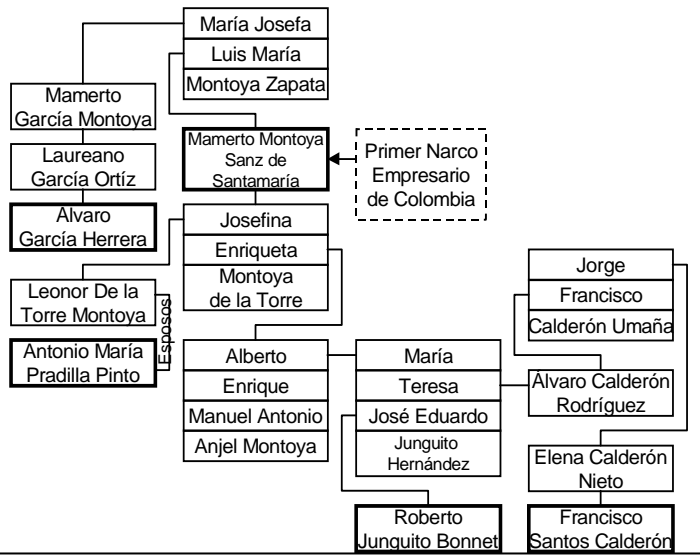 María Josefa
Luis María
Montoya Zapata
Mamerto
García Montoya
Laureano
García Ortíz
Alvaro
García Herrera
Mamerto Montoya
Sanz de
Santamaría
Primer Narco
Empresario
de Colombia
Josefina
Enriqueta
Montoya
de la Torre
Leonor De la
Torre Montoya
Esposos
Antonio María
Pradilla Pinto
Alberto
Enrique
Manuel Antonio
Anjel Montoya
María
Teresa
José Eduardo
Junguito
Hernández
Roberto
Junguito Bonnet
Jorge
Francisco
Calderón Umaña
Álvaro Calderón
Rodríguez
Elena Calderón
Nieto
Francisco
Santos Calderón